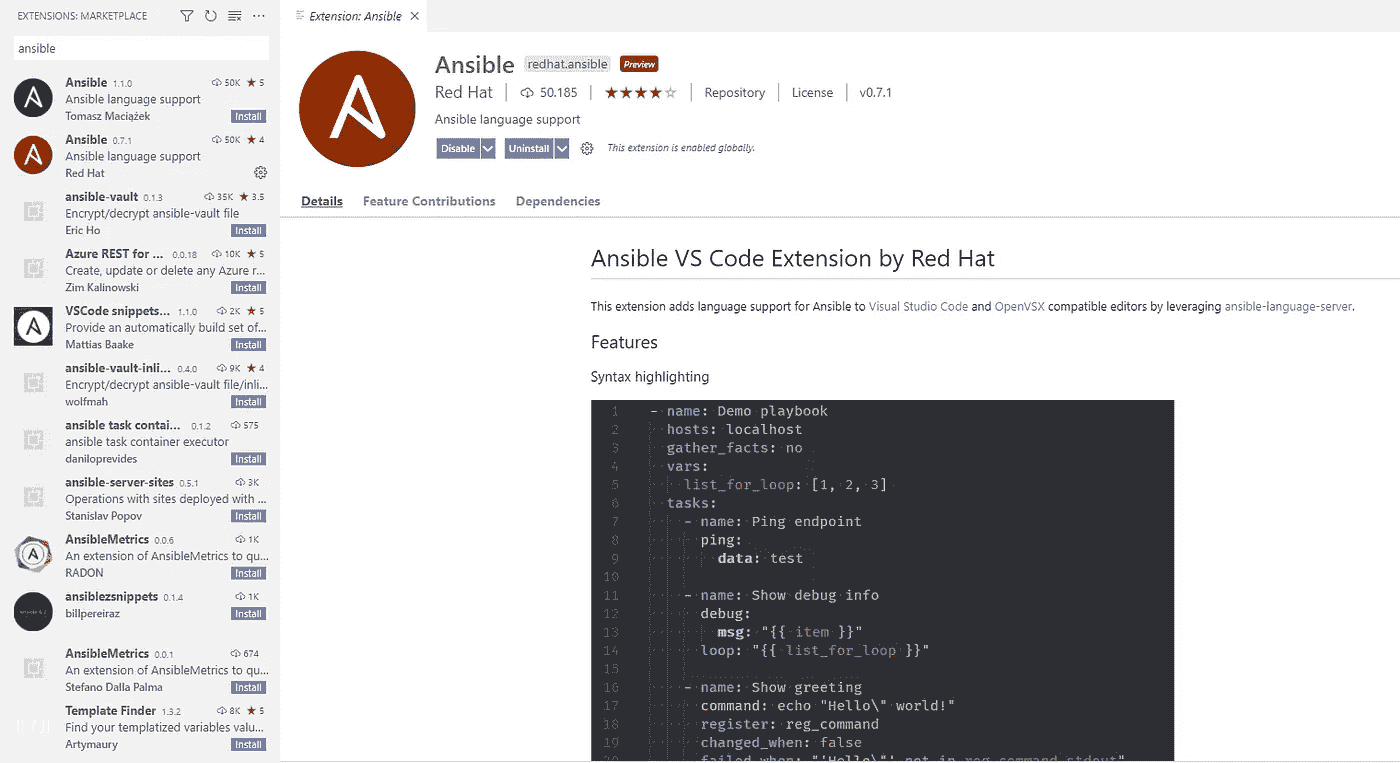 EXTENSIONS: MARKETPLACE
ansible
Ansible 1.1.0 50K ★ 5
Ansible language support
Tomasz Maciążek Install
Ansible 0.7.1 50K ★ 4
Ansible language support
Red Hat
ansible-vault 0.1.3 35K ★ 3.5
Encrypt/decrypt ansible-vault file
Eric Ho Install
Azure REST for ... 0.0.18 10K ★ 5
Create, update or delete any Azure r...
Zim Kalinowski Install
VSCode snippets... 1.1.0 2K ★ 5
Provide an automatically build set of...
Mattias Baake Install
ansible-vault-inli... 0.4.0 9K ★ 4
Encrypt/decrypt ansible-vault file/inli...
wolfmah Install
ansible task contai... 0.1.2 575
ansible task container executor
daniloprevides Install
ansible-server-sites 0.5.1 3K
Operations with sites deployed with ...
Stanislav Popov Install
AnsibleMetrics 0.0.6 1K
An extension of AnsibleMetrics to qu...
RADON Install
ansiblezsnippets 0.1.4 1K
billpereiraz Install
AnsibleMetrics 0.0.1 674
An extension of AnsibleMetrics to qu...
Stefano Dalla Palma Install
Template Finder 1.3.2 8K ★ 5
Find your templatized variables valu...
Artymaury Install
Extension: Ansible
Ansible redhat.ansible Preview
Red Hat | 50.185 | ★★★★☆ | Repository | License | v0.7.1
Ansible language support
Disable Uninstall This extension is enabled globally.
Details Feature Contributions Dependencies
Ansible VS Code Extension by Red Hat
This extension adds language support for Ansible to Visual Studio Code and OpenVSX compatible editors by leveraging ansible-language-server.
Features
Syntax highlighting
1 - name: Demo playbook
2 hosts: localhost
3 gather_facts: no
4 vars:
5 list_for_loop: [1, 2, 3]
6 tasks:
7 - name: Ping endpoint
8 ping:
9 data: test
10
11 - name: Show debug info
12 debug:
13 msg: "{{ item }}"
14 loop: "{{ list_for_loop }}"
15
16 - name: Show greeting
17 command: echo "Hello\" world!"
18 register: reg_command
19 changed_when: false
20 failed_when: "'Hello\"' not in reg_command.stdout"